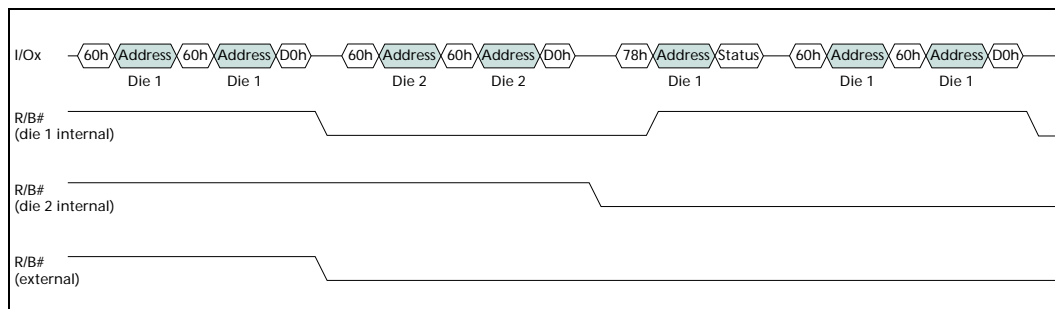 I/Ox 60h Address 60h Address D0h 60h Address 60h Address D0h 78h Address Status 60h Address 60h Address D0h
Die 1 Die 1 Die 2 Die 2 Die 1 Die 1 Die 1
R/B#
(die 1 internal)
R/B#
(die 2 internal)
R/B#
(external)